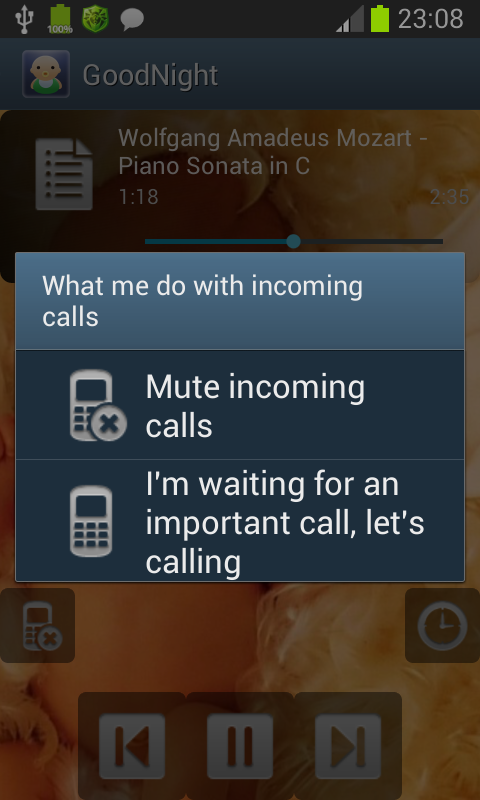 100%
23:08
GoodNight
Wolfgang Amadeus Mozart -
Piano Sonata in C
1:18
2:35
What me do with incoming
calls
Mute incoming
calls
I'm waiting for an
important call, let's
calling